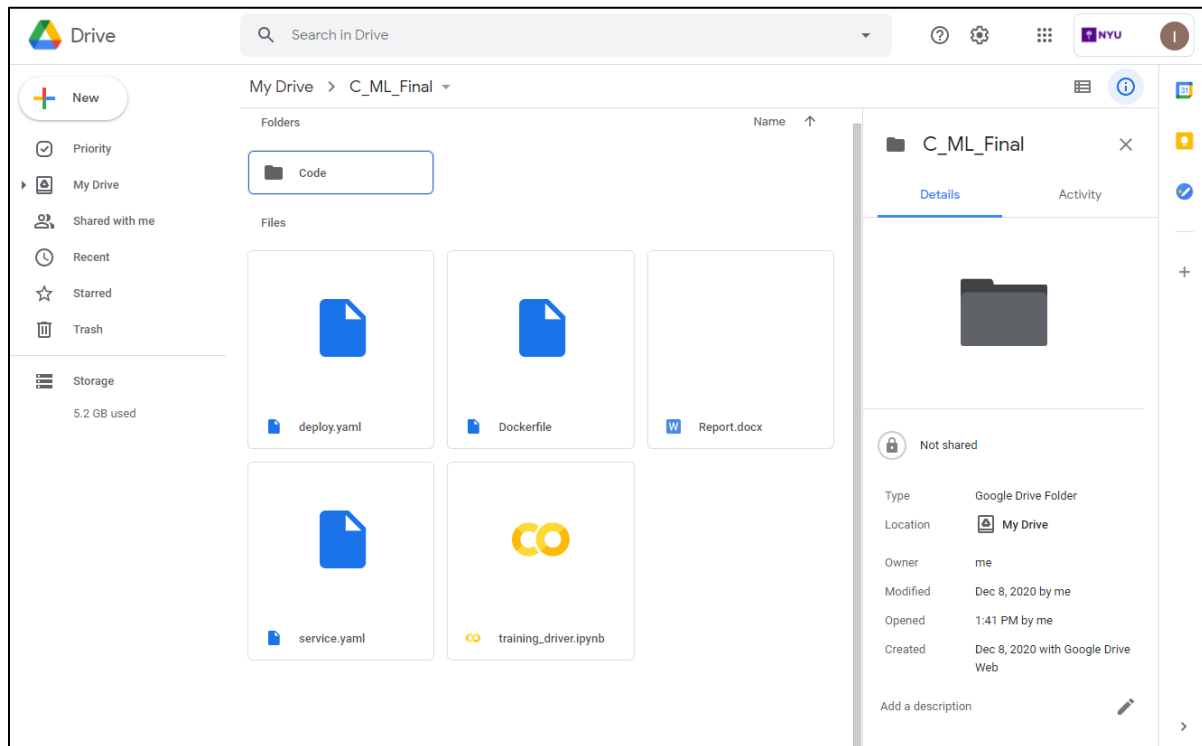 Drive
Search in Drive
NYU
I
New
My Drive > C_ML_Final
31
Priority
My Drive
Shared with me
Recent
Starred
Trash
Storage
5.2 GB used
Folders
Name
Code
Files
deploy.yaml
Dockerfile
W Report.docx
service.yaml
training_driver.ipynb
C_ML_Final
Details Activity
Not shared
Type Google Drive Folder
Location My Drive
Owner me
Modified Dec 8, 2020 by me
Opened 1:41 PM by me
Created Dec 8, 2020 with Google Drive
Web
Add a description